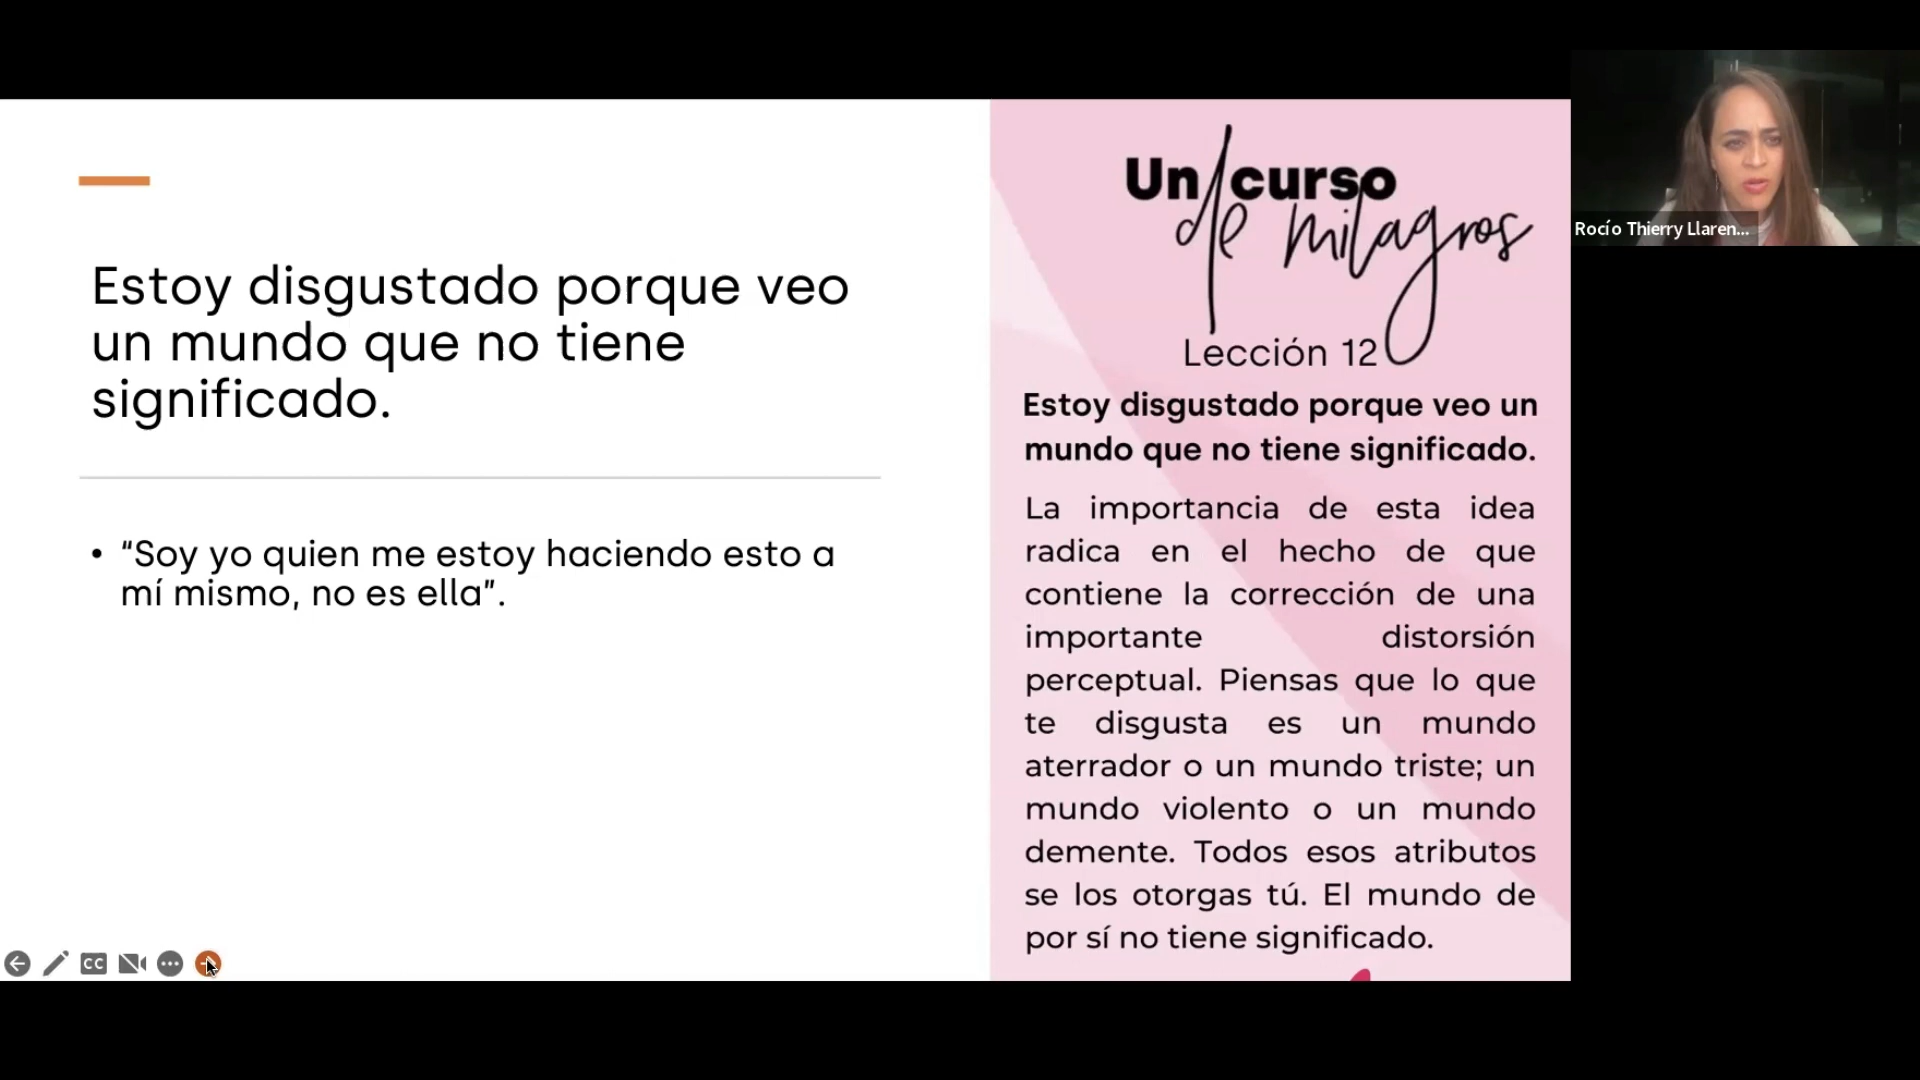 Estoy disgustado porque veo
un mundo que no tiene
significado.
• “Soy yo quien me estoy haciendo esto a
mí mismo, no es ella”.
Un curso
de milagros
Lección 12
Estoy disgustado porque veo un
mundo que no tiene significado.
La importancia de esta idea
radica en el hecho de que
contiene la corrección de una
importante distorsión
perceptual. Piensas que lo que
te disgusta es un mundo
aterrador o un mundo triste; un
mundo violento o un mundo
demente. Todos esos atributos
se los otorgas tú. El mundo de
por sí no tiene significado.
Rocío Thierry Llaren...
CC